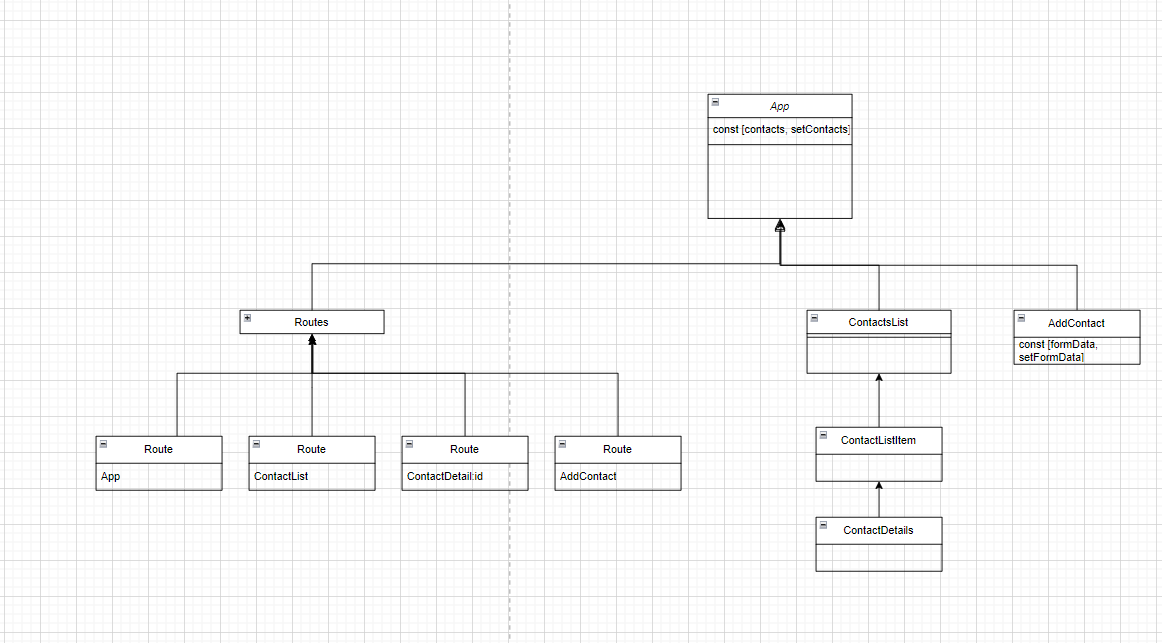 App
const [contacts, setContacts]
Routes
ContactsList
AddContact
const [formData,
setFormData]
Route
App
Route
ContactList
Route
ContactDetail:id
Route
AddContact
ContactListItem
ContactDetails